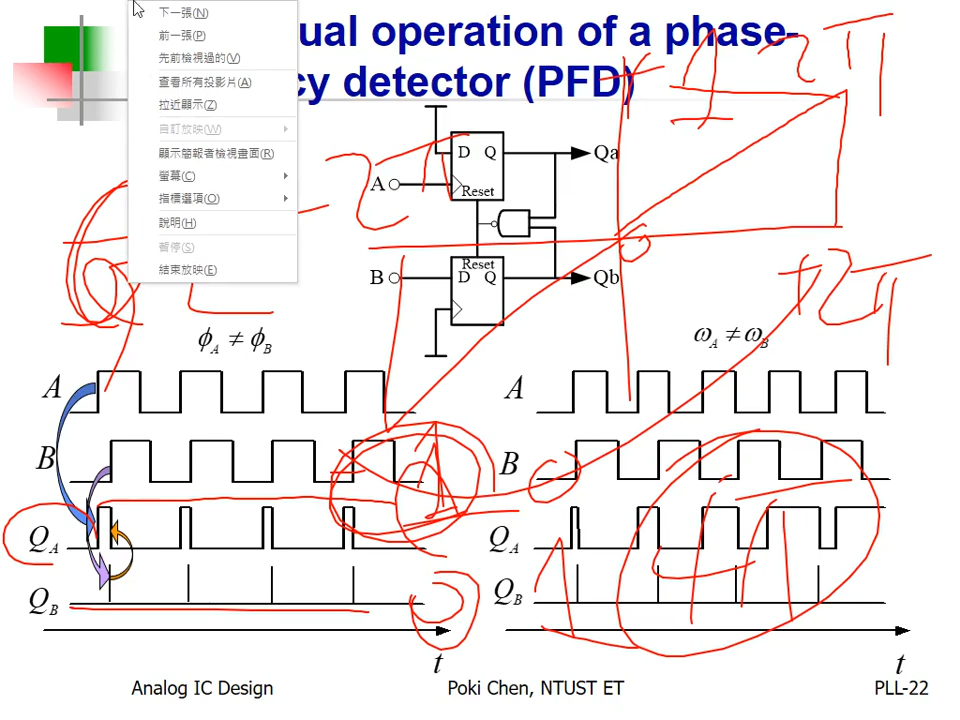 下一張(N)
前一張(P)
先前檢視過的(V)
查看所有投影片(A)
拉近顯示(Z)
自訂放映(W)
顯示簡報者檢視畫面(R)
螢幕(C)
指標選項(O)
說明(H)
暫停(S)
結束放映(E)
ual operation of a phase-
cy detector (PFD)
+1 2π
-2π
+2π
D Q
Qa
A
Reset
Reset
B
D Q
Qb
ϕA ≠ ϕB
ωA ≠ ωB
A
B
QA
QB
t
A
B
QA
QB
t
Analog IC Design
Poki Chen, NTUST ET
PLL-22